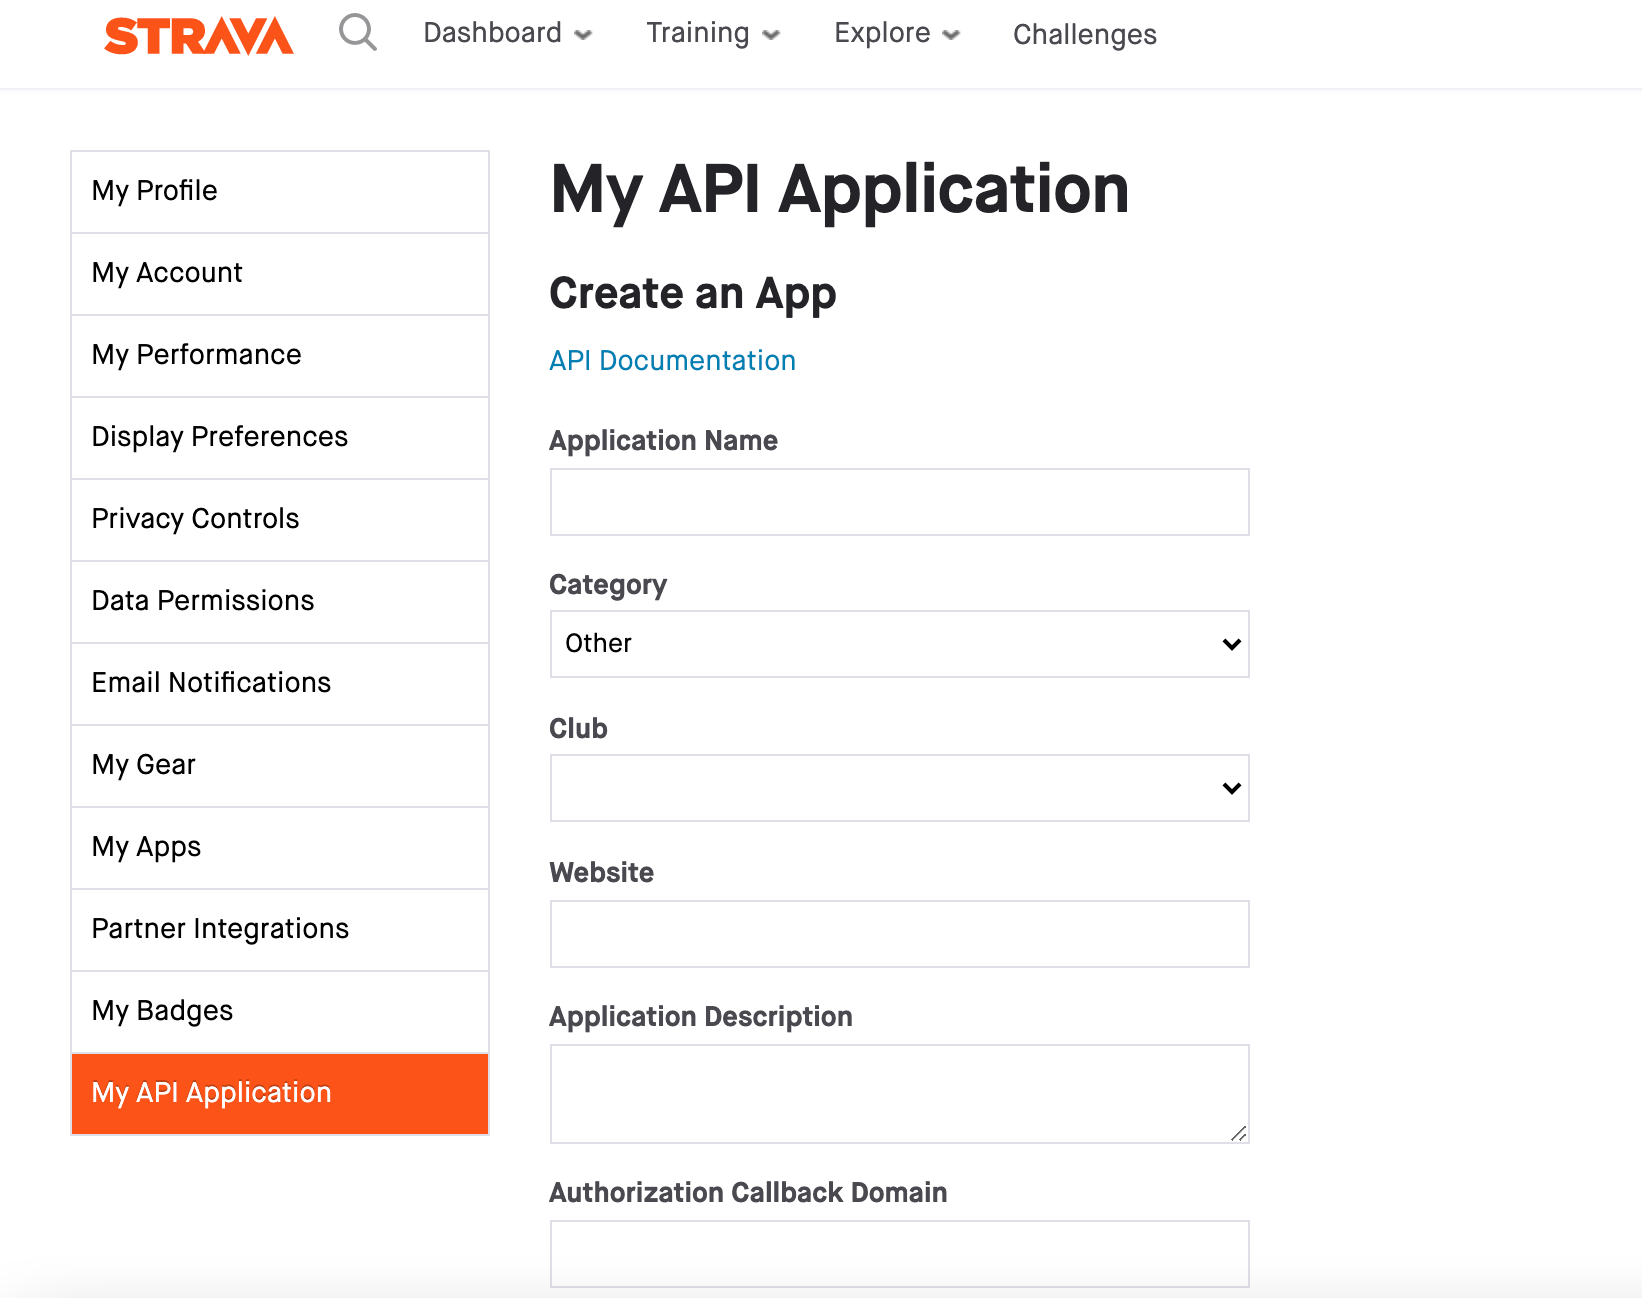 STRAVA Dashboard Training Explore Challenges
My Profile
My Account
My Performance
Display Preferences
Privacy Controls
Data Permissions
Email Notifications
My Gear
My Apps
Partner Integrations
My Badges
My API Application
My API Application
Create an App
API Documentation
Application Name
Category
Other
Club
Website
Application Description
Authorization Callback Domain